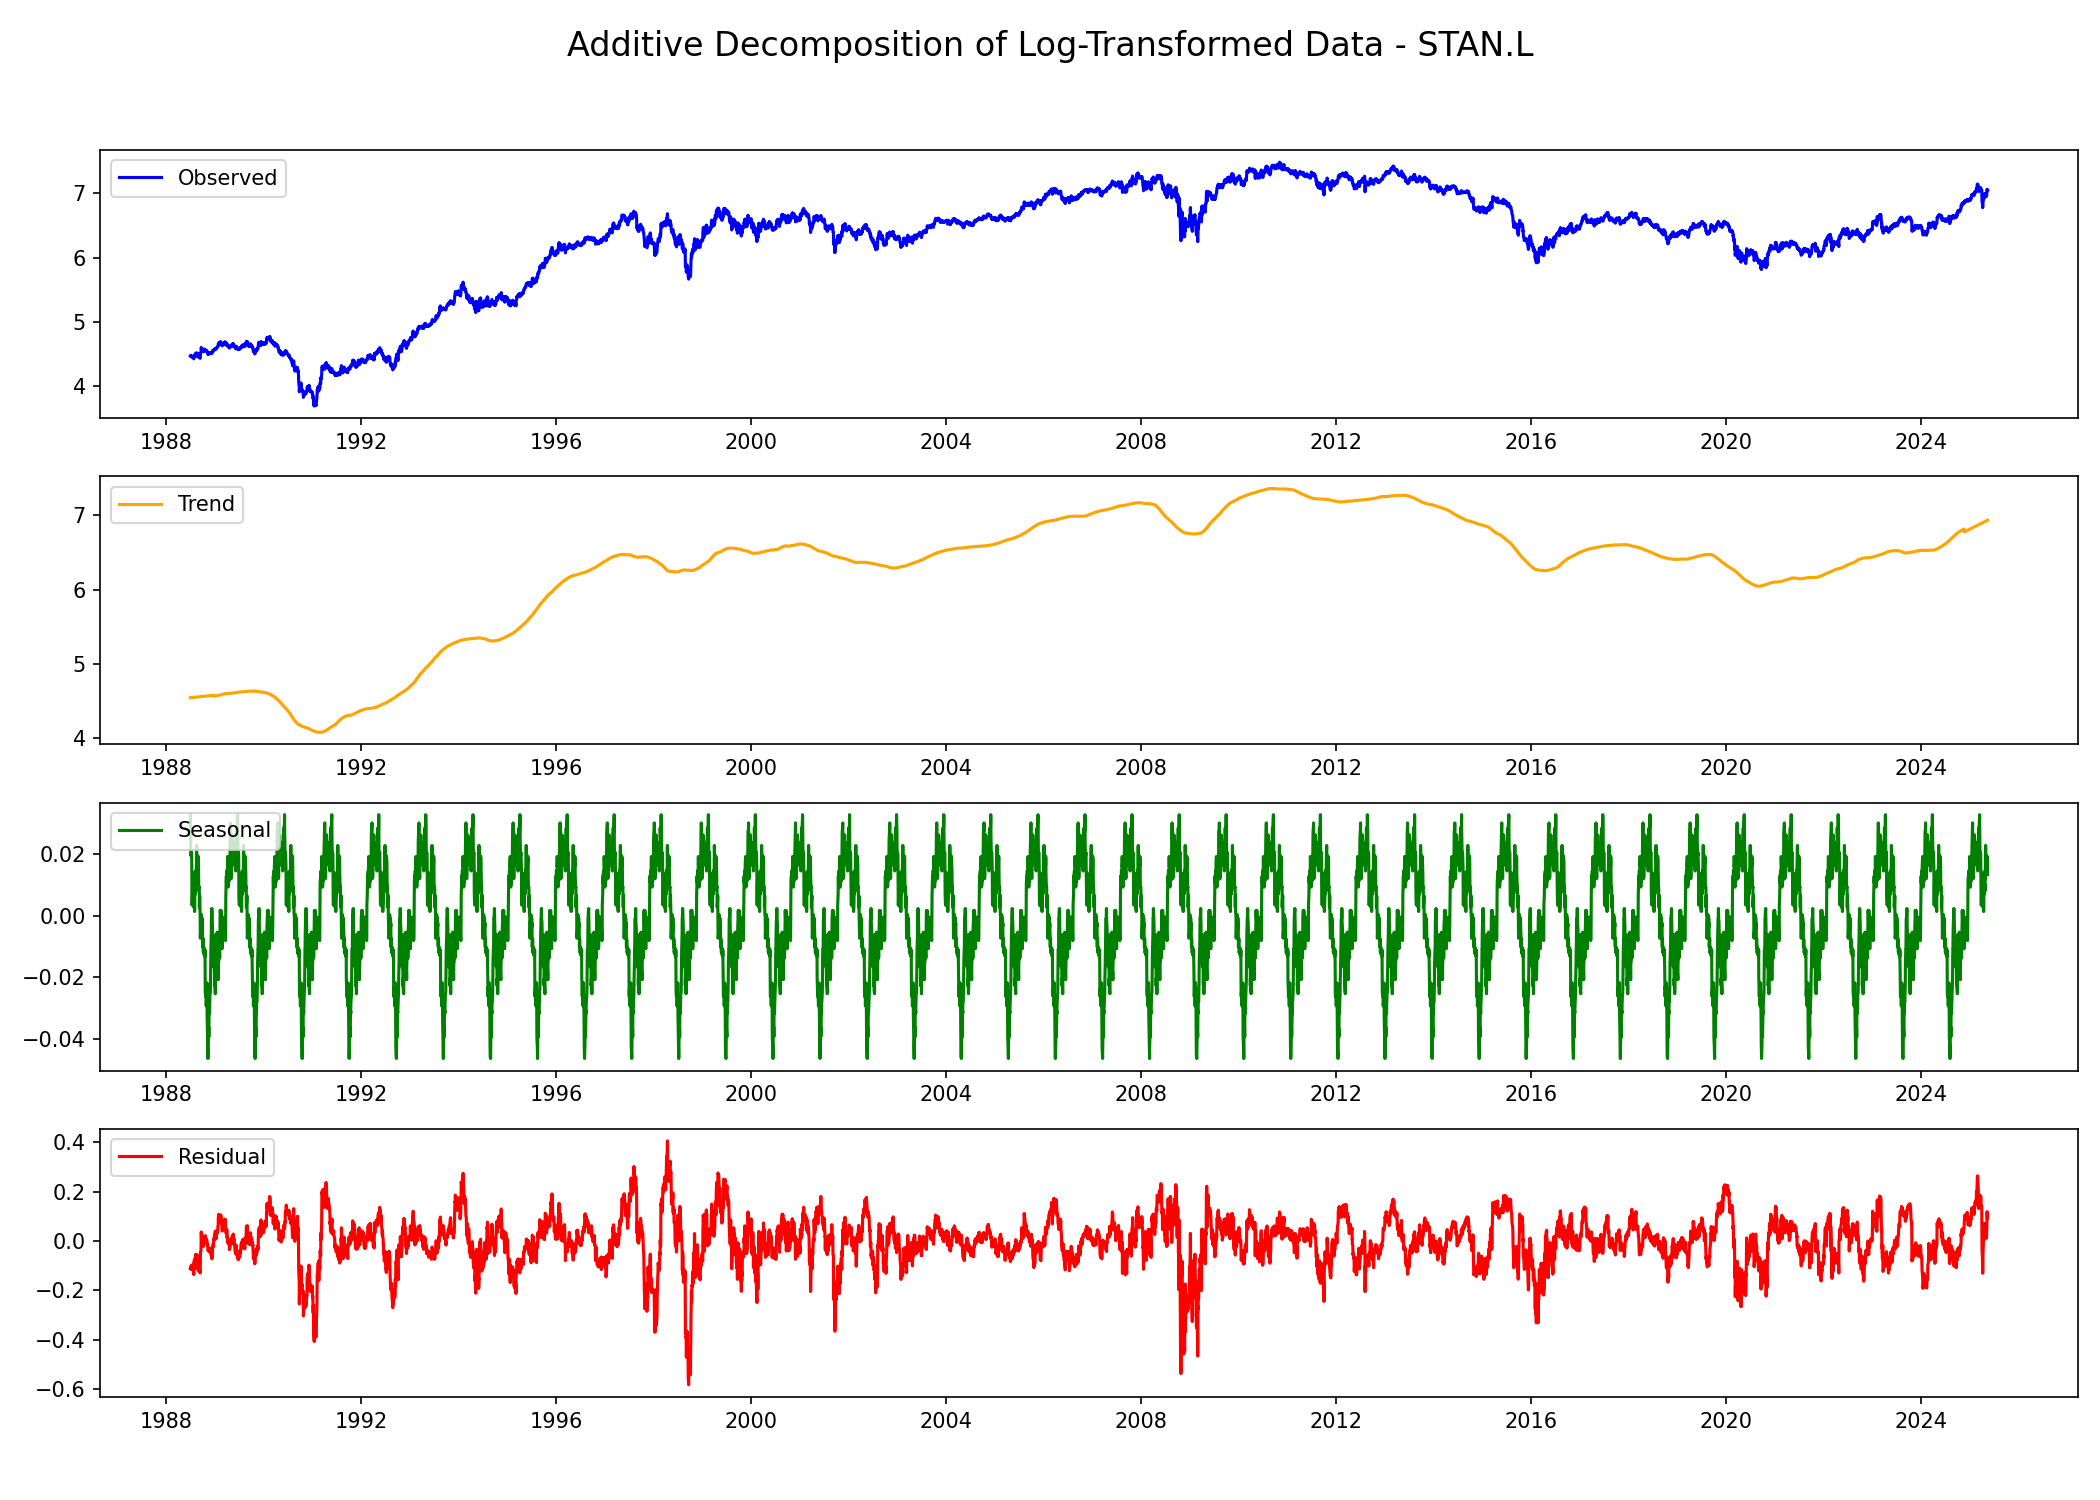 Additive Decomposition of Log-Transformed Data - STAN.L
Observed
7
6
5
4
1988 1992 1996 2000 2004 2008 2012 2016 2020 2024
Trend
7
6
5
4
1988 1992 1996 2000 2004 2008 2012 2016 2020 2024
Seasonal
0.02
0.00
−0.02
−0.04
1988 1992 1996 2000 2004 2008 2012 2016 2020 2024
0.4
Residual
0.2
0.0
−0.2
−0.4
−0.6
1988 1992 1996 2000 2004 2008 2012 2016 2020 2024